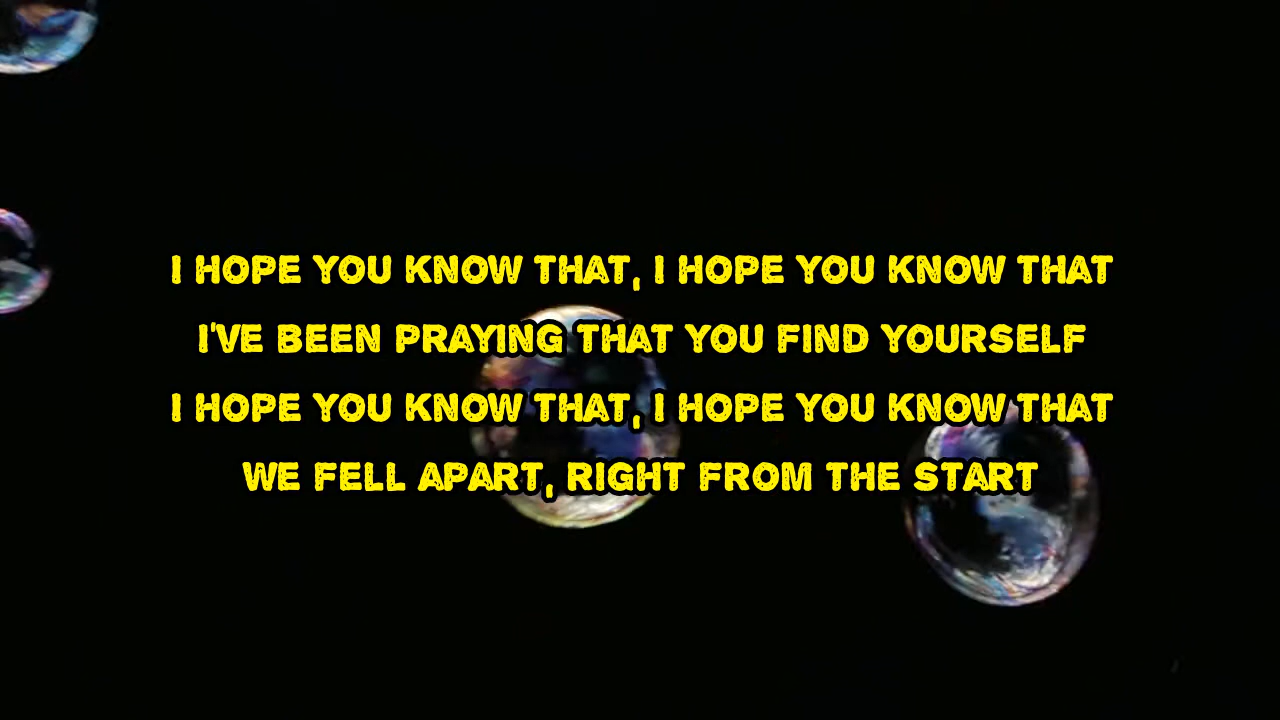 I HOPE YOU KNOW THAT, I HOPE YOU KNOW THAT
I'VE BEEN PRAYING THAT YOU FIND YOURSELF
I HOPE YOU KNOW THAT, I HOPE YOU KNOW THAT
WE FELL APART, RIGHT FROM THE START